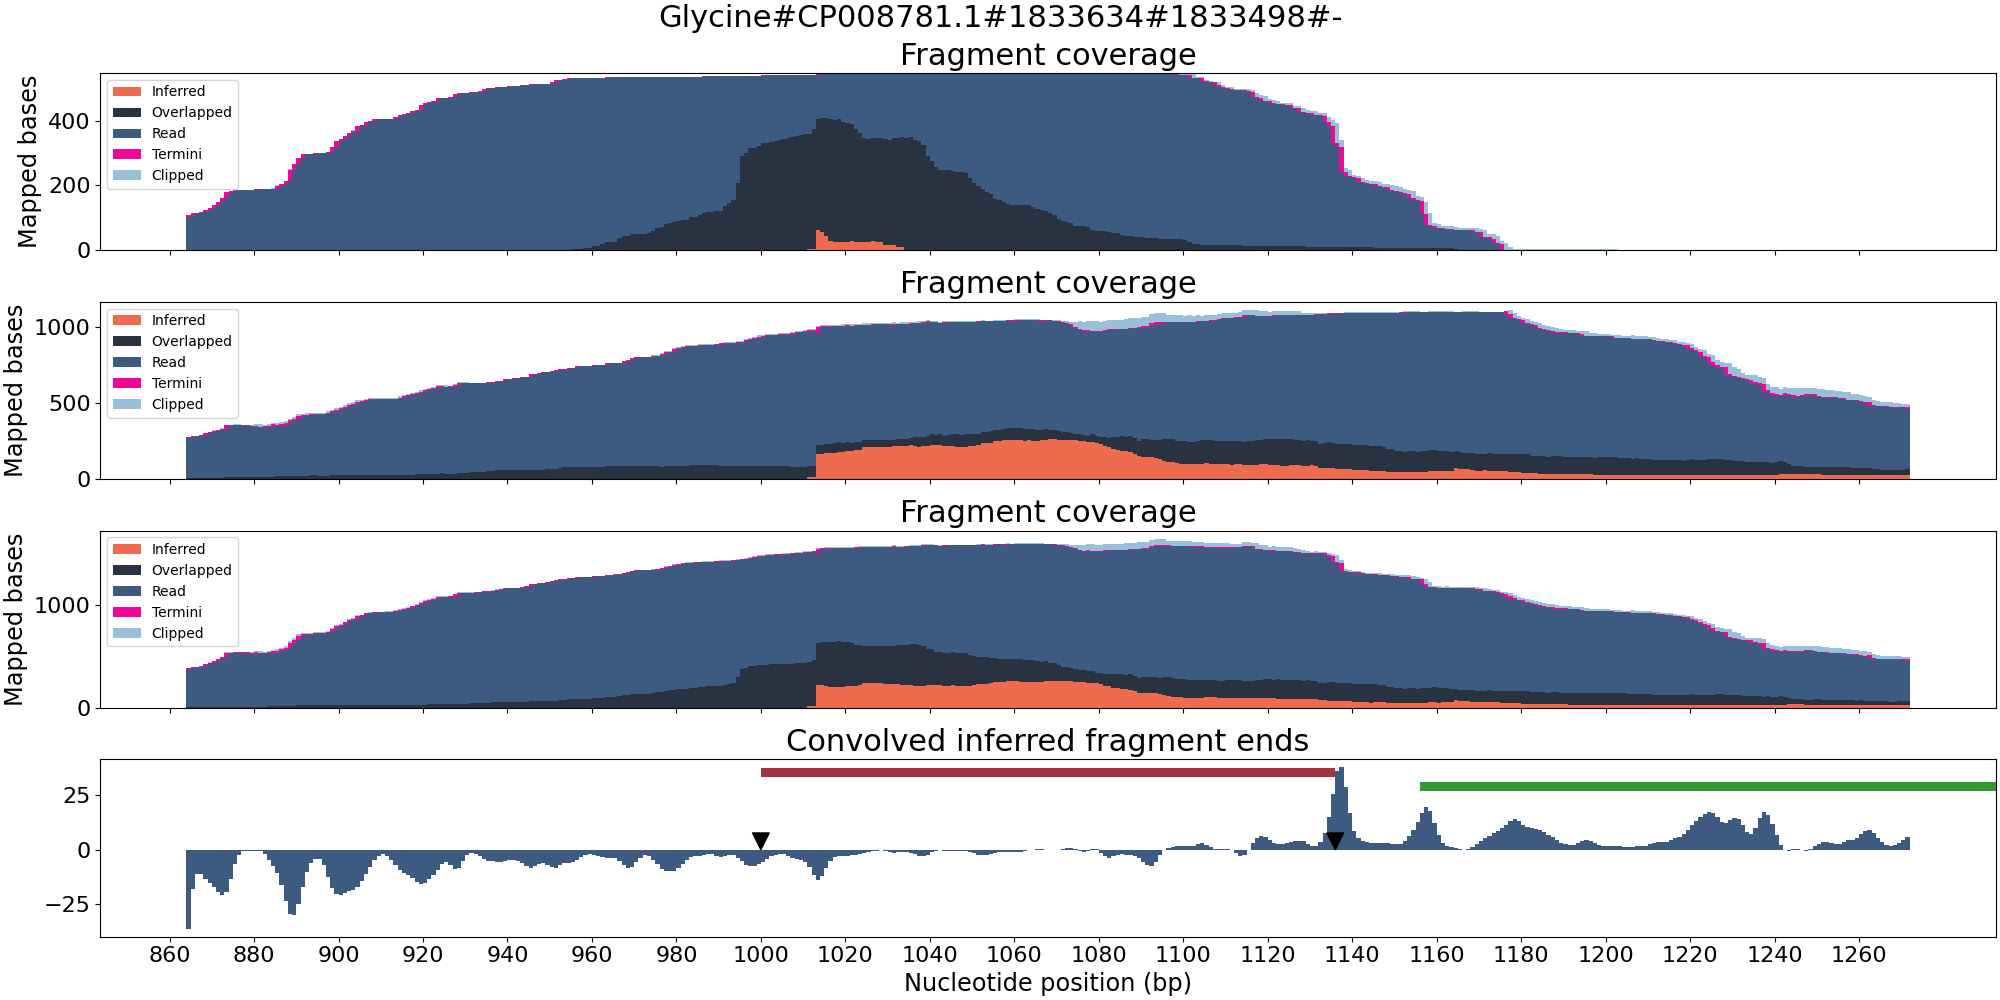 Glycine#CP008781.1#1833634#1833498#-
Fragment coverage
Mapped bases
400
200
0
Inferred
Overlapped
Read
Termini
Clipped
Fragment coverage
Mapped bases
1000
500
0
Inferred
Overlapped
Read
Termini
Clipped
Fragment coverage
Mapped bases
1000
0
Inferred
Overlapped
Read
Termini
Clipped
Convolved inferred fragment ends
25
0
−25
860 880 900 920 940 960 980 1000 1020 1040 1060 1080 1100 1120 1140 1160 1180 1200 1220 1240 1260
Nucleotide position (bp)